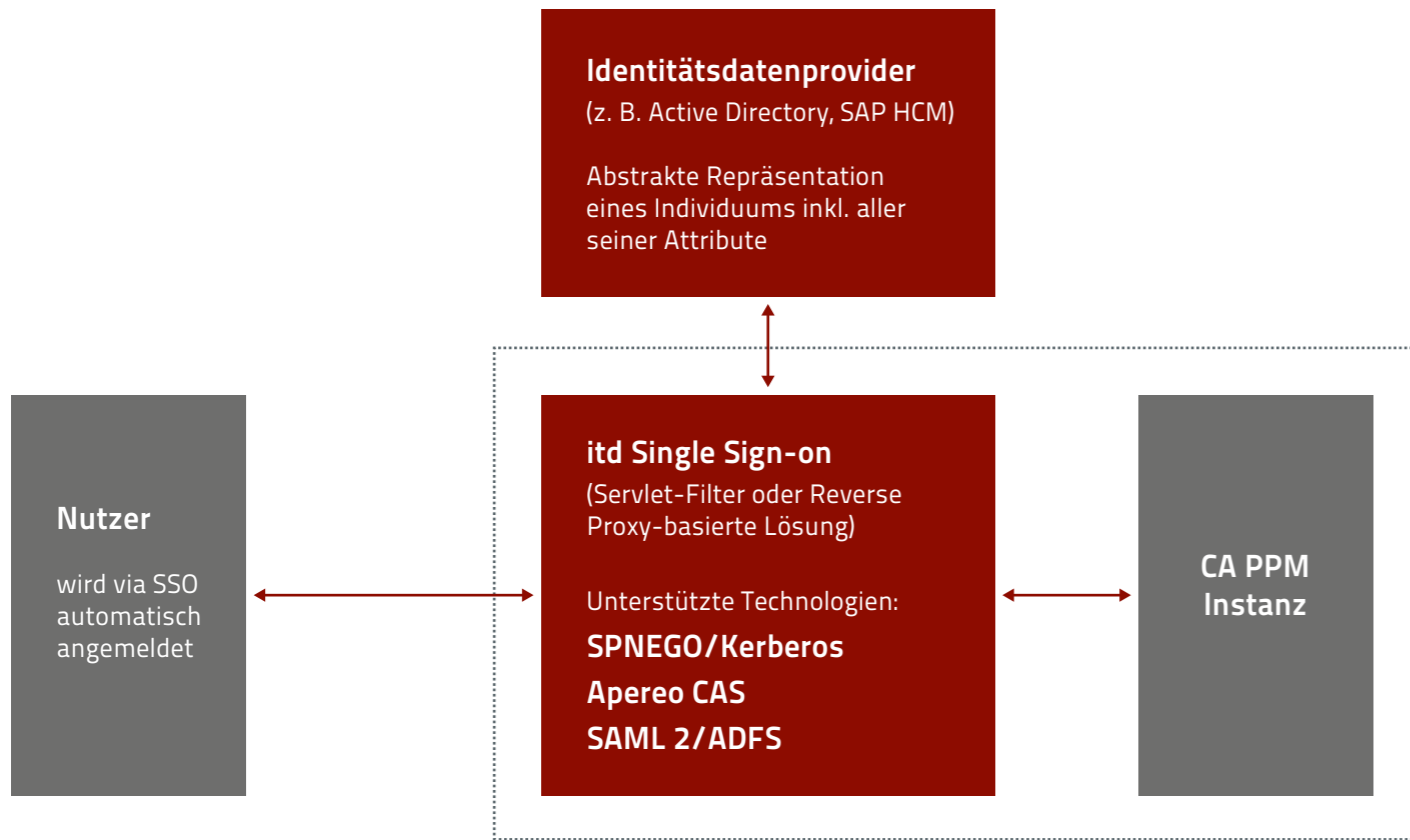 Identitätsdatenprovider
(z. B. Active Directory, SAP HCM)
Abstrakte Repräsentation
eines Individuums inkl. aller
seiner Attribute
Nutzer
wird via SSO
automatisch
angemeldet
itd Single Sign-on
(Servlet-Filter oder Reverse
Proxy-basierte Lösung)
Unterstützte Technologien:
SPNEGO/Kerberos
Apereo CAS
SAML 2/ADFS
CA PPM
Instanz